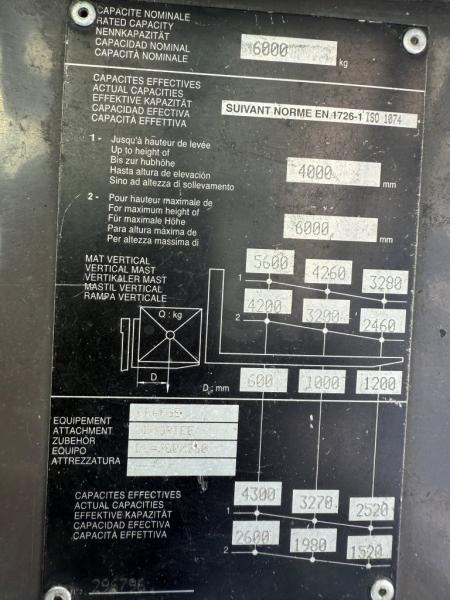 CAPACITE NOMINALE
RATED CAPACITY
NENNKAPAZITÄT
CAPACIDAD NOMINAL
CAPACITÀ NOMINALE
6000 kg
CAPACITES EFFECTIVES
ACTUAL CAPACITIES
EFFEKTIVE KAPAZITÄT
CAPACIDAD EFECTIVA
CAPACITÀ EFFETTIVA
SUIVANT NORME EN 1726-1 ISO 1074
1 - Jusqu'à hauteur de levée
Up to height of
Bis zur hubhöhe
Hasta altura de elevación
Sino ad altezza di sollevamento
4000 mm
2 - Pour hauteur maximale de
For maximum height of
Für maximale Höhe
Para altura máxima de
Per altezza massima di
6000 mm
MAT VERTICAL
VERTICAL MAST
VERTIKALER MAST
MASTIL VERTICAL
RAMPA VERTICALE
1 5600 4260 3280
2 4200 3200 2460
Q : kg
D
D : mm 600 1000 1200
EQUIPEMENT
ATTACHMENT
ZUBEHÖR
EQUIPO
ATTREZZATURA
CAPACITES EFFECTIVES
ACTUAL CAPACITIES
EFFEKTIVE KAPAZITÄT
CAPACIDAD EFECTIVA
CAPACITÀ EFFETTIVA
1 4300 3270 2520
2 2600 1980 1520
296796